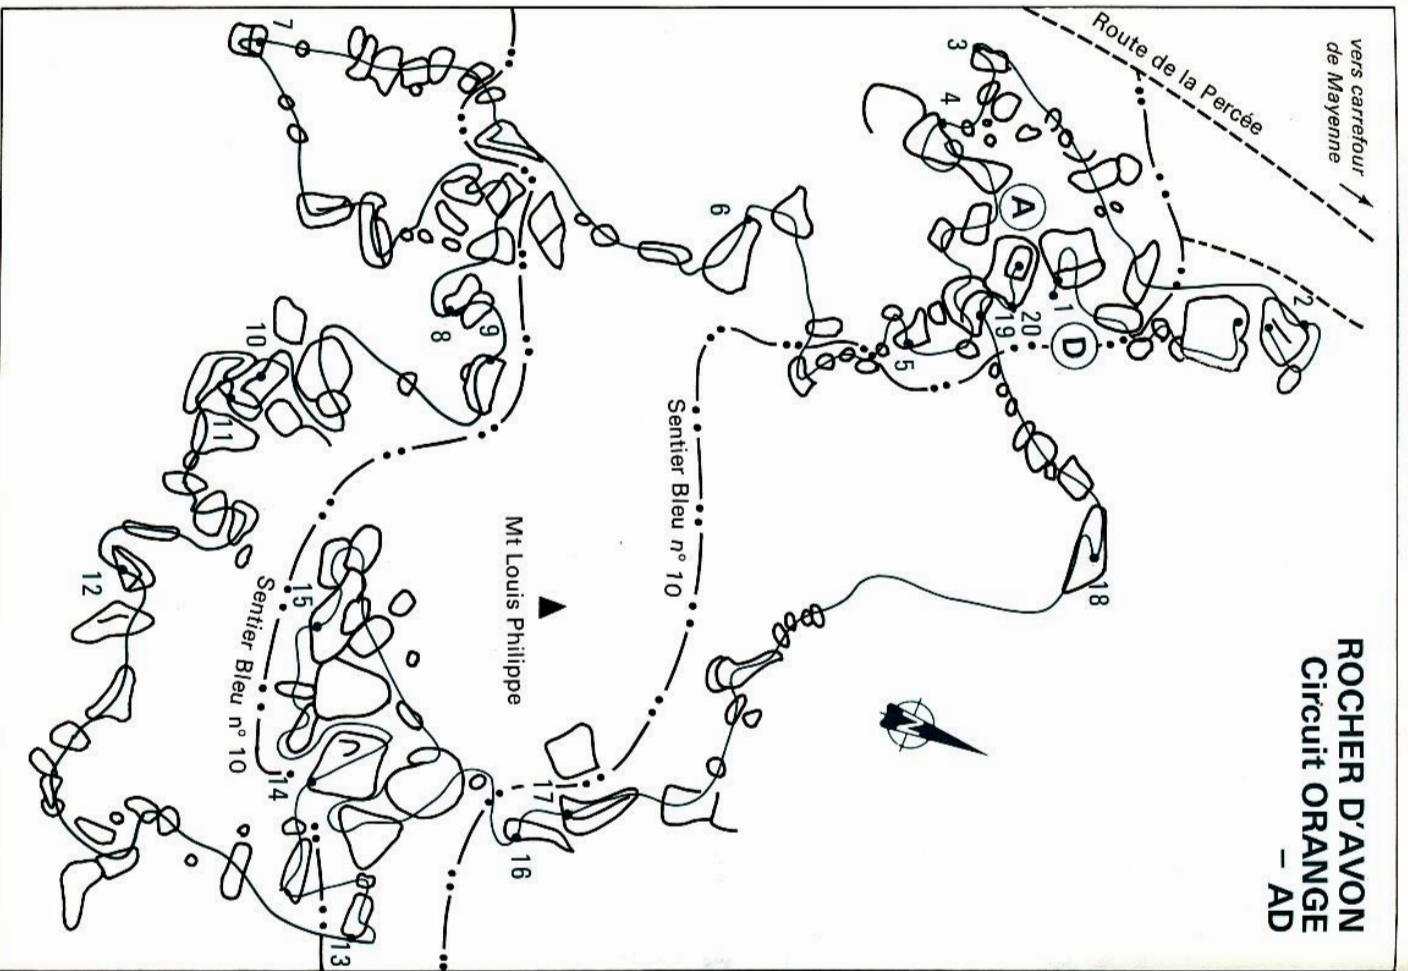 ROCHER D'AVON
Circuit ORANGE
– AD
vers carrefour
de Mayenne
Route de la Percée
2
D
1
20
19
A
3
4
5
18
6
Sentier Bleu n° 10
Mt Louis Philippe
N
17
16
7
8
9
10
11
15
Sentier Bleu n° 10
14
12
13